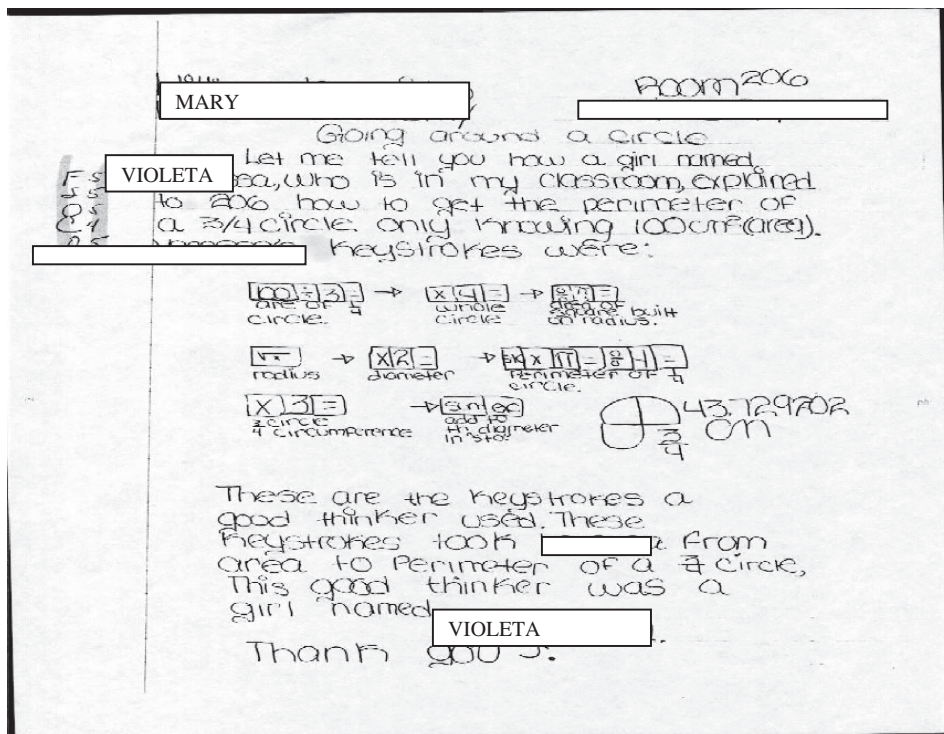 MARY
Room 206
Going around a circle
Let me tell you how a girl named
VIOLETA , who is in my classroom, explained
to 206 how to get the perimeter of
a 3/4 circle. only knowing 100cm²(area).
keystrokes were:
100 ÷ 3 = → x 4 = → ÷ π =
are of 1/4 circle. whole circle area of square built on radius.
√x → x 2 = → sto x π = ÷ 4 =
radius diameter Perimeter of 1/4 circle.
x 3 = →
3/4 circle circumference add to the diameter in sto.
43.729702
3/4 cm
These are the keystrokes a
good thinker used. These
keystrokes took from
area to Perimeter of a 3/4 circle,
This good thinker was a
girl named
VIOLETA
Thank you